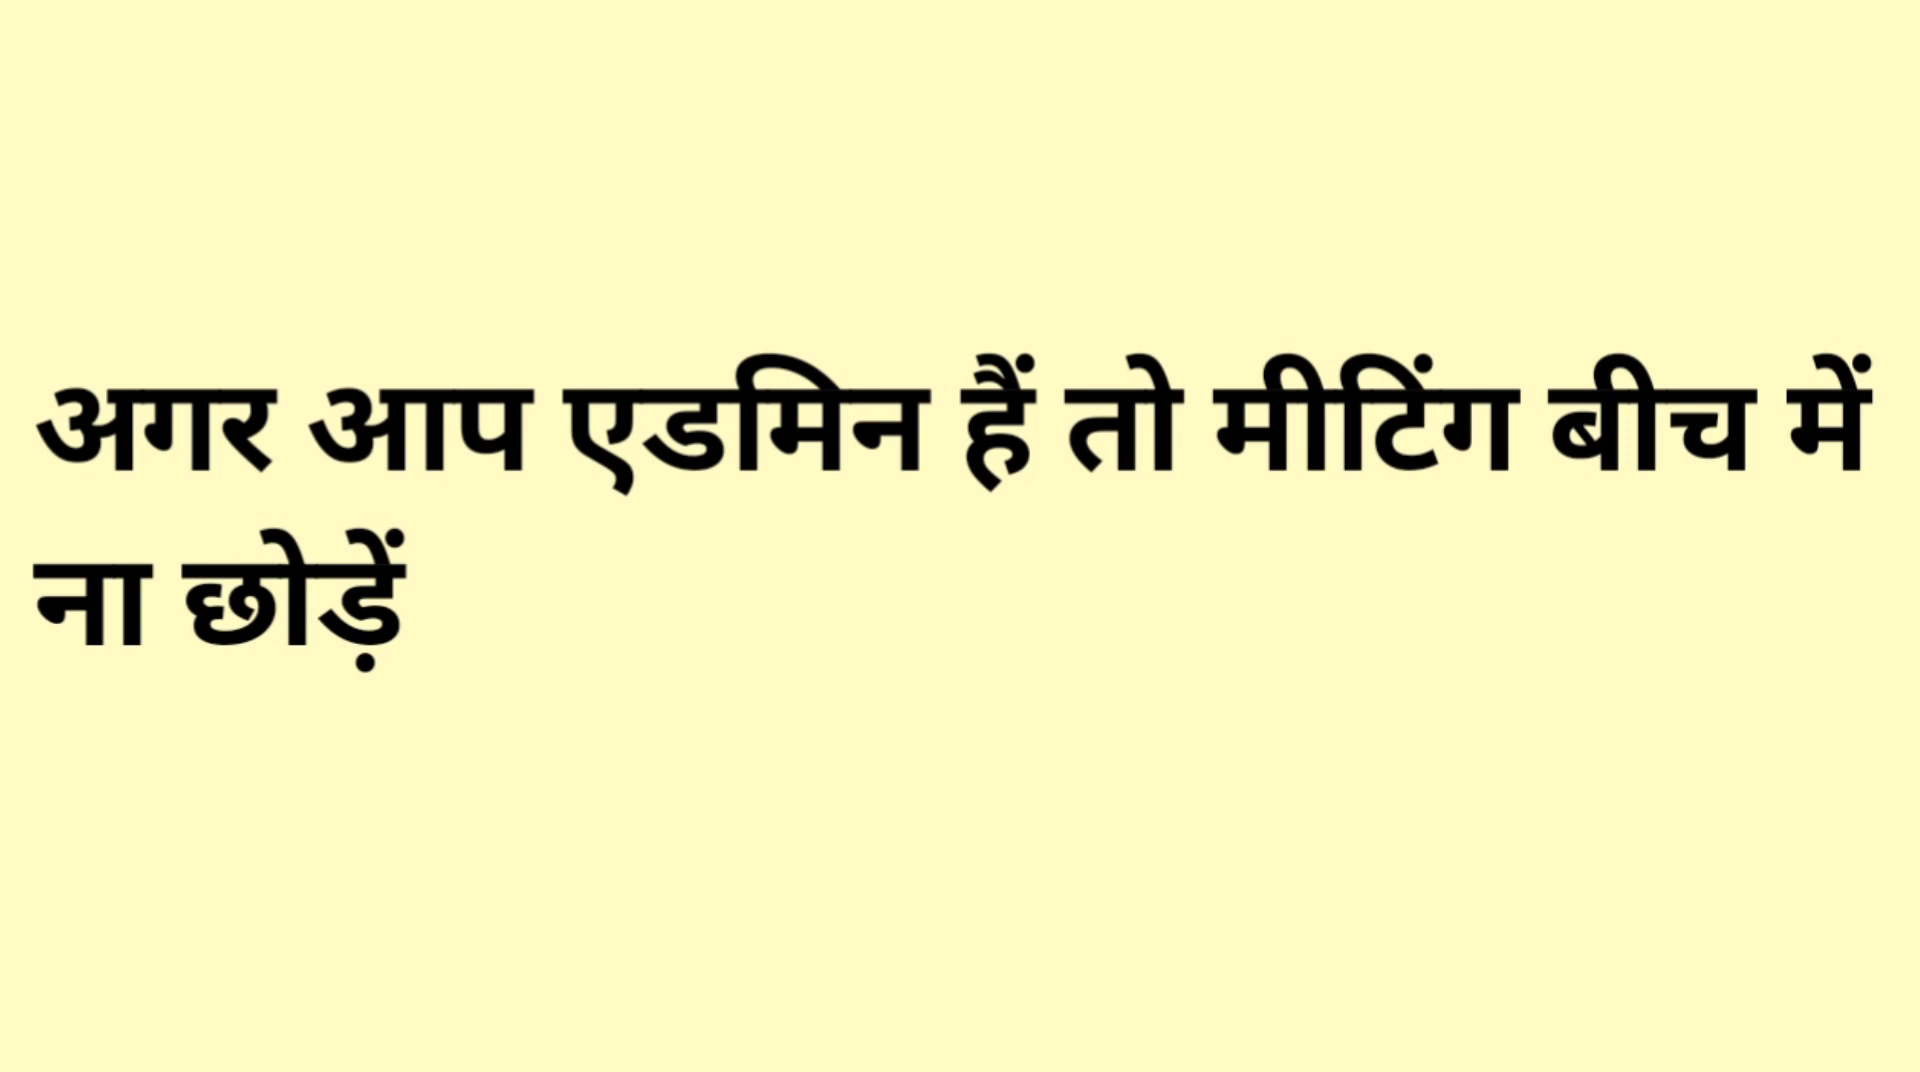 अगर आप एडमिन हैं तो मीटिंग बीच में
ना छोड़ें